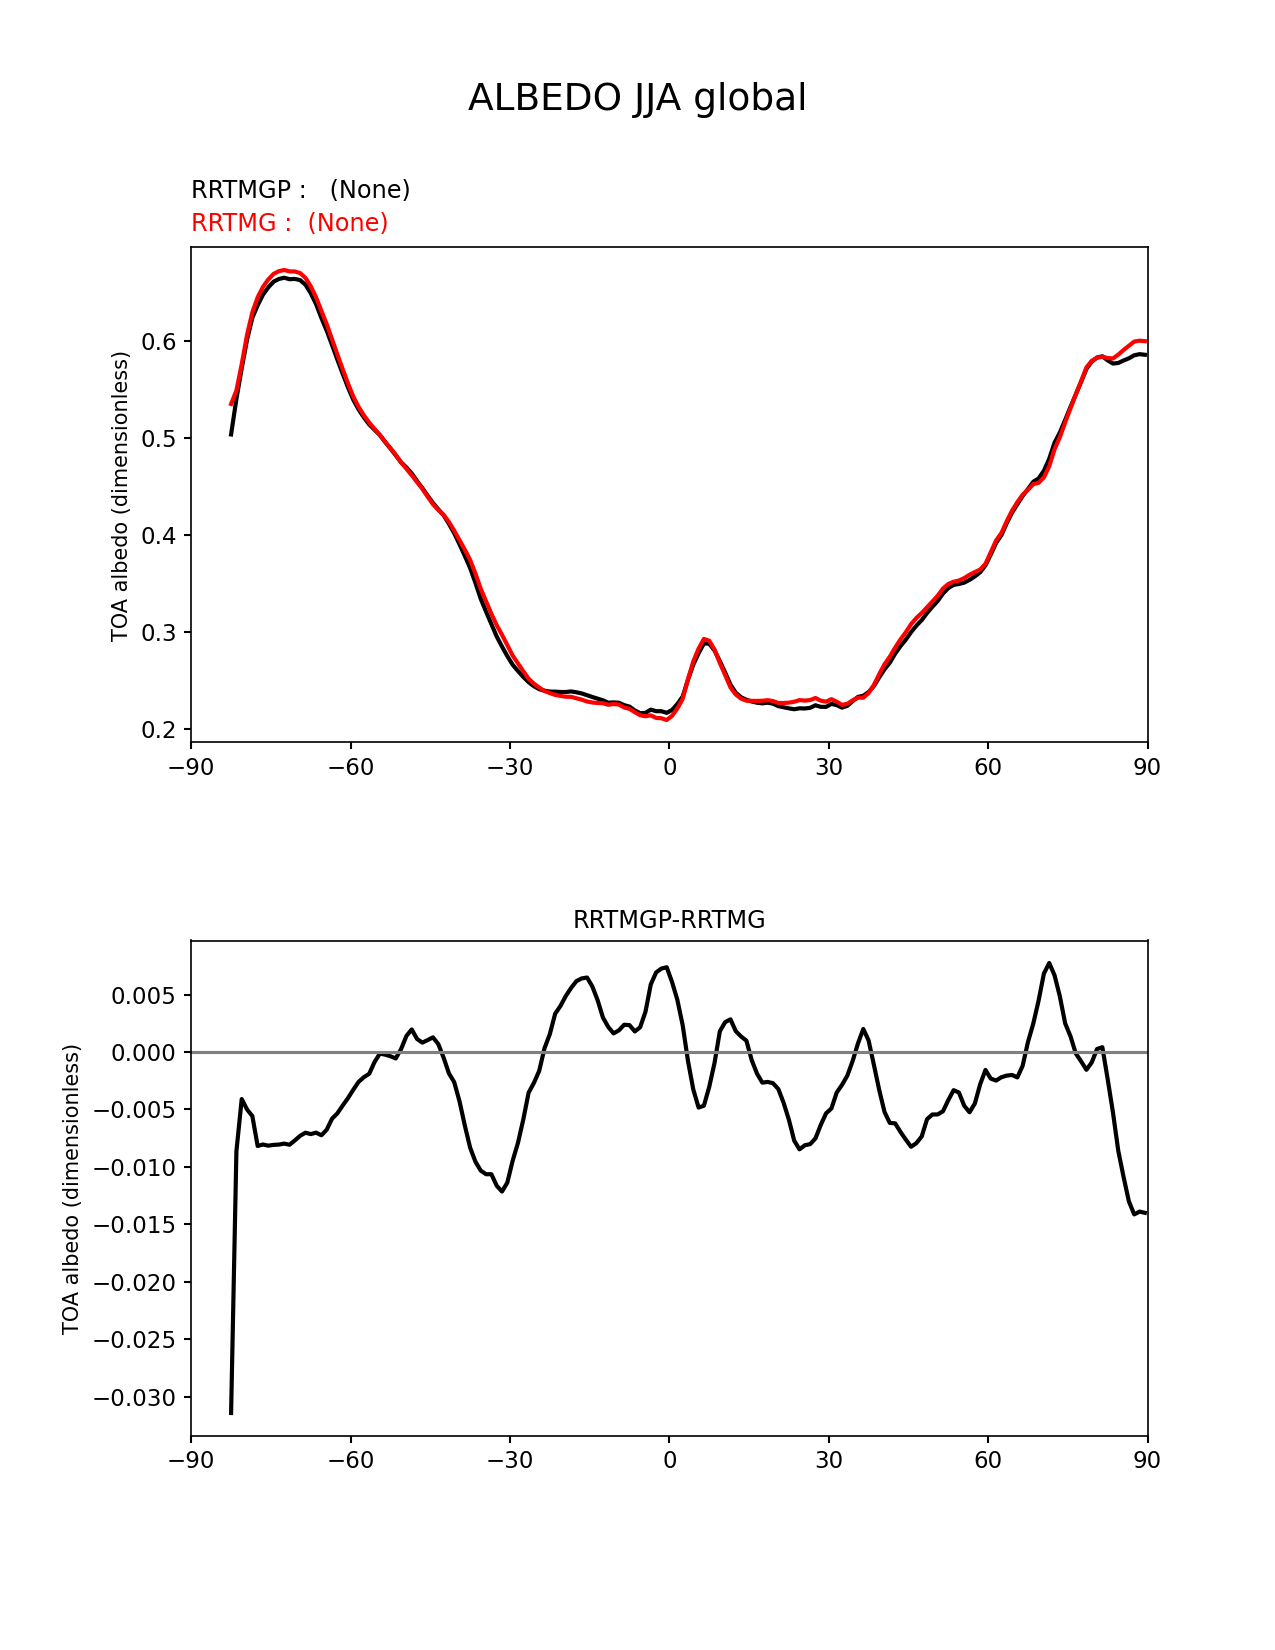 ALBEDO JJA global
RRTMGP :   (None)
RRTMG :  (None)
TOA albedo (dimensionless)
0.6
0.5
0.4
0.3
0.2
−90 −60 −30 0 30 60 90
RRTMGP-RRTMG
TOA albedo (dimensionless)
0.005
0.000
−0.005
−0.010
−0.015
−0.020
−0.025
−0.030
−90 −60 −30 0 30 60 90